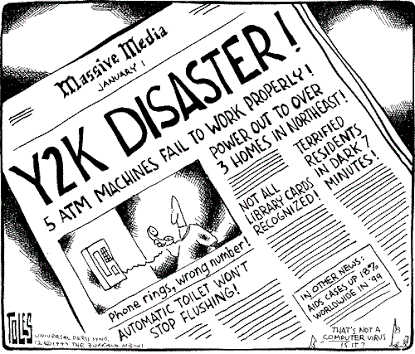 Massive Media
JANUARY 1
Y2K DISASTER!
5 ATM MACHINES FAIL TO WORK PROPERLY!
POWER OUT TO OVER
3 HOMES IN NORTHEAST!
Phone rings, wrong number!
AUTOMATIC TOILET WON'T
STOP FLUSHING!
NOT ALL
LIBRARY CARDS
RECOGNIZED!
TERRIFIED
RESIDENTS
IN DARK 7
MINUTES!
IN OTHER NEWS:
AIDS CASES UP 18%
WORLDWIDE IN '99
TOLES
UNIVERSAL PRESS SYND.
©1999 THE BUFFALO NEWS
THAT'S NOT A
COMPUTER VIRUS
IS IT?